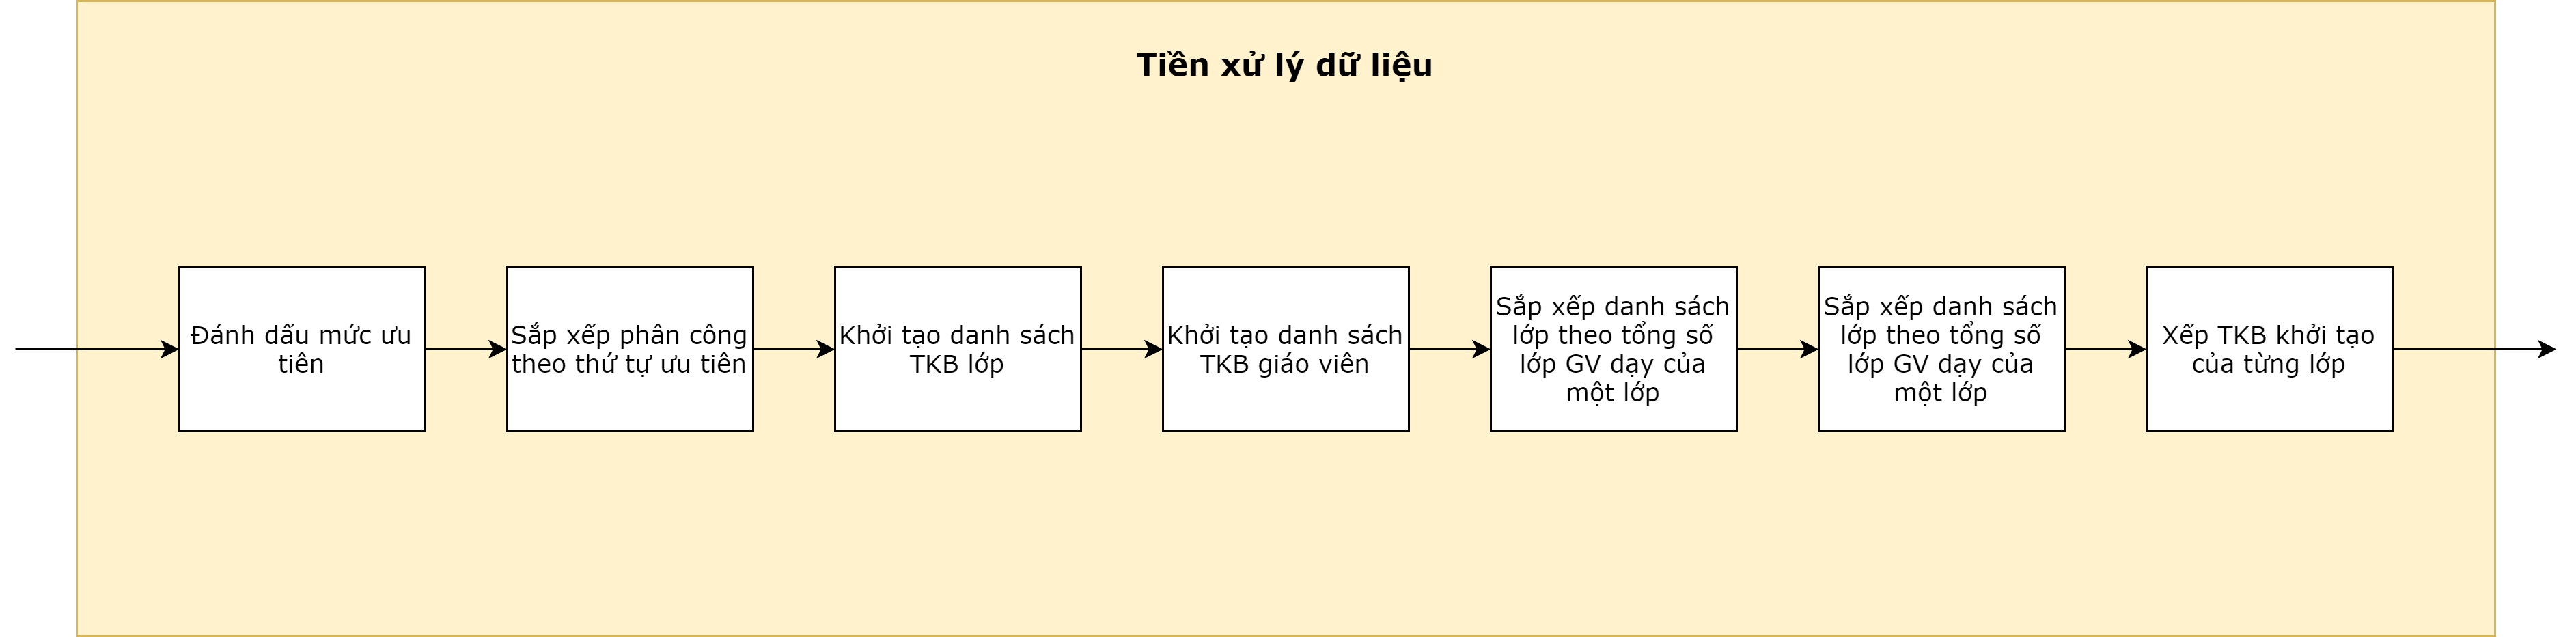 Tiền xử lý dữ liệu
Đánh dấu mức ưu
tiên
Sắp xếp phân công
theo thứ tự ưu tiên
Khởi tạo danh sách
TKB lớp
Khởi tạo danh sách
TKB giáo viên
Sắp xếp danh sách
lớp theo tổng số
lớp GV dạy của
một lớp
Sắp xếp danh sách
lớp theo tổng số
lớp GV dạy của
một lớp
Xếp TKB khởi tạo
của từng lớp